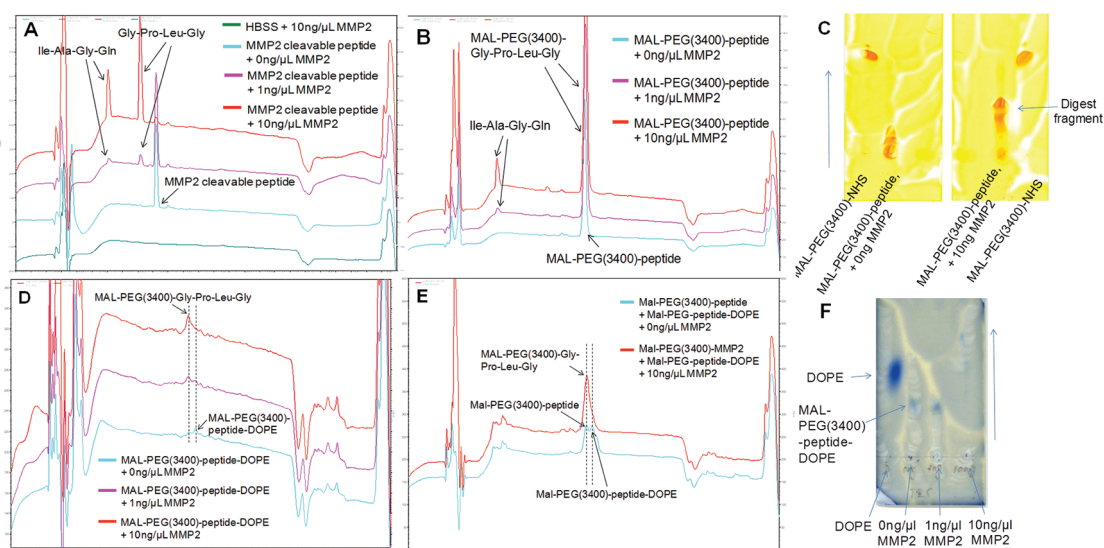 A
Gly-Pro-Leu-Gly
Ile-Ala-Gly-Gln
HBSS + 10ng/µL MMP2
MMP2 cleavable peptide
+ 0ng/µL MMP2
MMP2 cleavable peptide
+ 1ng/µL MMP2
MMP2 cleavable peptide
+ 10ng/µL MMP2
MMP2 cleavable peptide
B
MAL-PEG(3400)-
Gly-Pro-Leu-Gly
Ile-Ala-Gly-Gln
MAL-PEG(3400)-peptide
+ 0ng/µL MMP2
MAL-PEG(3400)-peptide
+ 1ng/µL MMP2
MAL-PEG(3400)-peptide
+ 10ng/µL MMP2
MAL-PEG(3400)-peptide
C
Digest
fragment
MAL-PEG(3400)-NHS
MAL-PEG(3400)-peptide,
+ 0ng MMP2
MAL-PEG(3400)-peptide,
+ 10ng MMP2
MAL-PEG(3400)-NHS
D
MAL-PEG(3400)-Gly-Pro-Leu-Gly
MAL-PEG(3400)-
peptide-DOPE
MAL-PEG(3400)-peptide-DOPE
+ 0ng/µL MMP2
MAL-PEG(3400)-peptide-DOPE
+ 1ng/µL MMP2
MAL-PEG(3400)-peptide-DOPE
+ 10ng/µL MMP2
E
Mal-PEG(3400)-peptide
+ Mal-PEG-peptide-DOPE
+ 0ng/µL MMP2
Mal-PEG(3400)-MMP2
+ Mal-PEG-peptide-DOPE
+ 10ng/µL MMP2
MAL-PEG(3400)-Gly-
Pro-Leu-Gly
Mal-PEG(3400)-peptide
Mal-PEG(3400)-peptide-DOPE
F
DOPE
MAL-
PEG(3400)
-peptide-
DOPE
DOPE
0ng/µl
MMP2
1ng/µl
MMP2
10ng/µl
MMP2